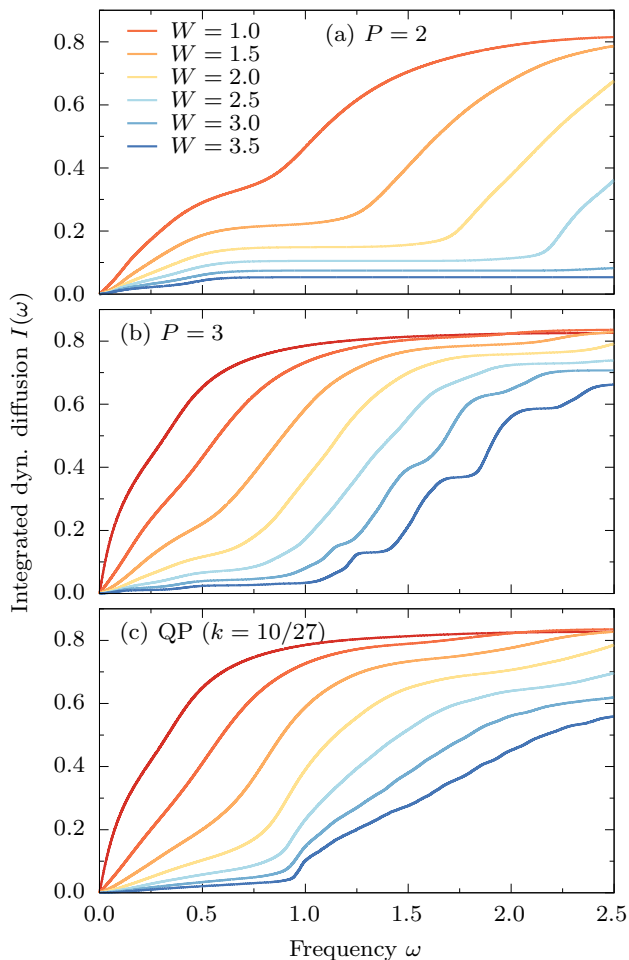 0.8
0.6
0.4
0.2
0.0
(a) P = 2
W = 1.0
W = 1.5
W = 2.0
W = 2.5
W = 3.0
W = 3.5
Integrated dyn. diffusion I(ω)
0.8
0.6
0.4
0.2
0.0
(b) P = 3
0.8
0.6
0.4
0.2
0.0
(c) QP (k = 10/27)
0.0 0.5 1.0 1.5 2.0 2.5
Frequency ω